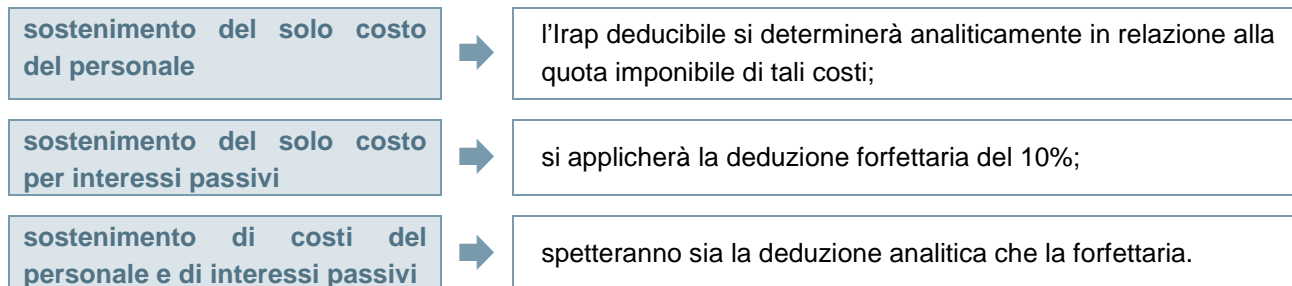 sostenimento del solo costo
del personale
l'Irap deducibile si determinerà analiticamente in relazione alla
quota imponibile di tali costi;
sostenimento del solo costo
per interessi passivi
si applicherà la deduzione forfettaria del 10%;
sostenimento di costi del
personale e di interessi passivi
spetteranno sia la deduzione analitica che la forfettaria.